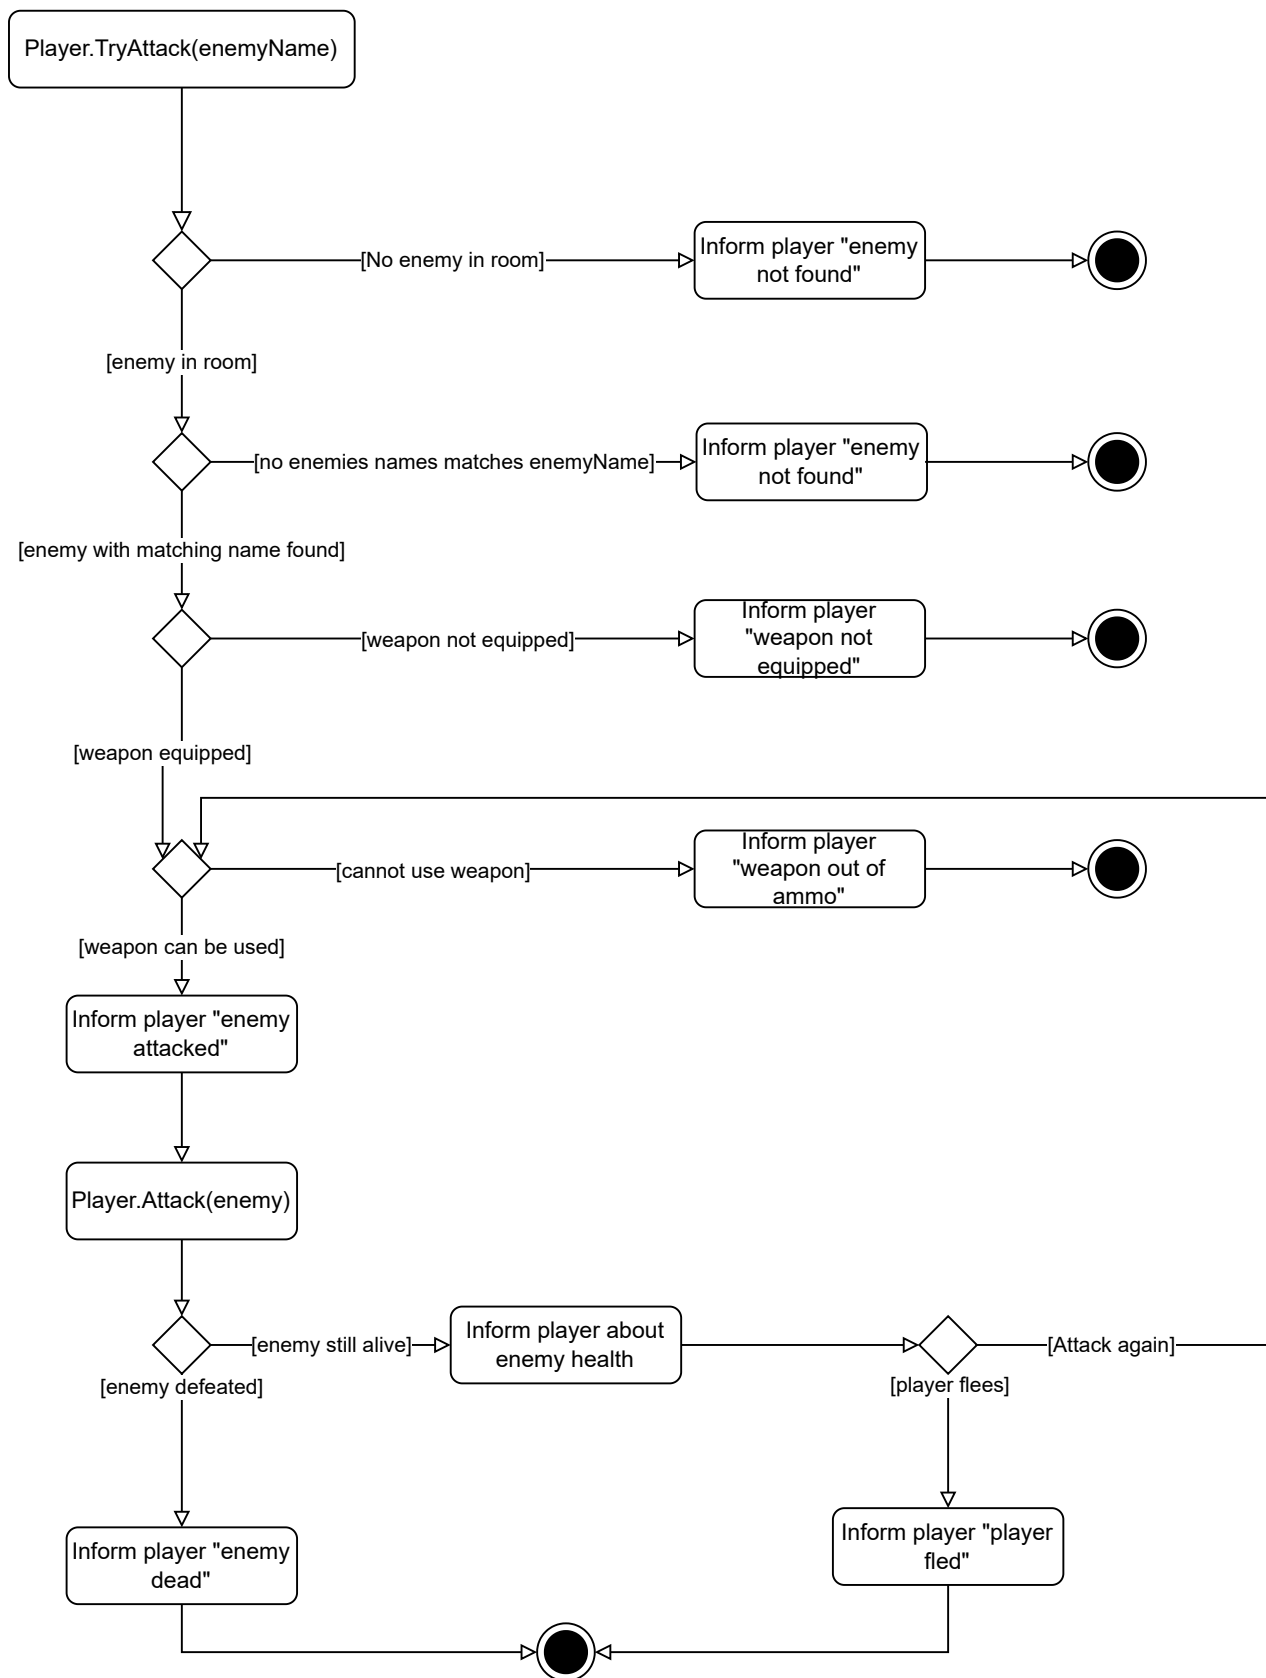 Player.TryAttack(enemyName)
[No enemy in room]
Inform player "enemy
not found"
[enemy in room]
[no enemies names matches enemyName]
Inform player "enemy
not found"
[enemy with matching name found]
[weapon not equipped]
Inform player
"weapon not
equipped"
[weapon equipped]
[cannot use weapon]
Inform player
"weapon out of
ammo"
[weapon can be used]
Inform player "enemy
attacked"
Player.Attack(enemy)
[enemy still alive]
Inform player about
enemy health
[Attack again]
[enemy defeated]
[player flees]
Inform player "enemy
dead"
Inform player "player
fled"